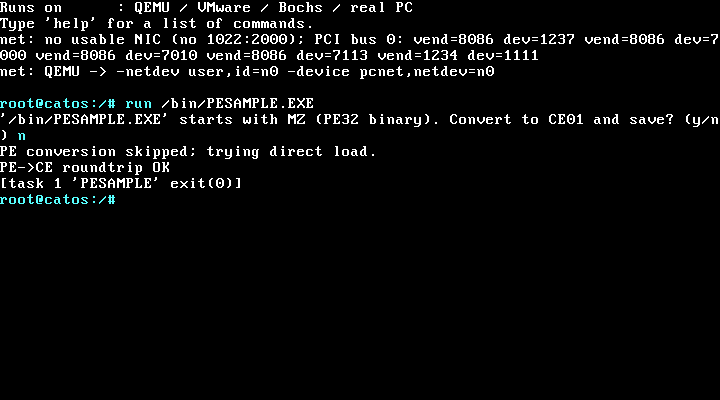 Runs on      : QEMU / VMware / Bochs / real PC
Type 'help' for a list of commands.
net: no usable NIC (no 1022:2000); PCI bus 0: vend=8086 dev=1237 vend=8086 dev=7
000 vend=8086 dev=7010 vend=8086 dev=7113 vend=1234 dev=1111
net: QEMU -> -netdev user,id=n0 -device pcnet,netdev=n0
root@catos:/# run /bin/PESAMPLE.EXE
'/bin/PESAMPLE.EXE' starts with MZ (PE32 binary). Convert to CE01 and save? (y/n
) n
PE conversion skipped; trying direct load.
PE->CE roundtrip OK
[task 1 'PESAMPLE' exit(0)]
root@catos:/#